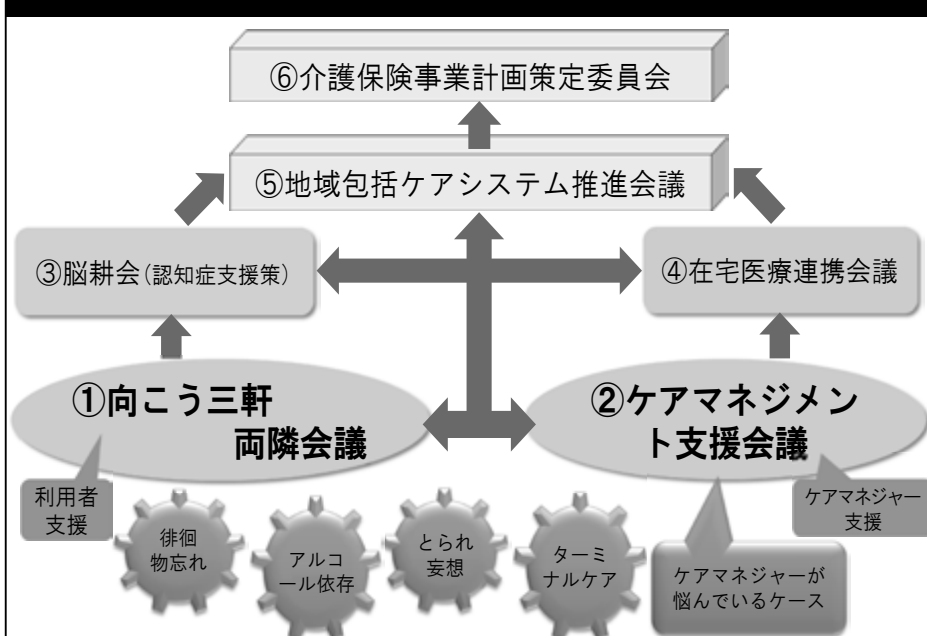 ⑥介護保険事業計画策定委員会
⑤地域包括ケアシステム推進会議
③脳耕会(認知症支援策)
④在宅医療連携会議
①向こう三軒
両隣会議
②ケアマネジメン
ト支援会議
利用者
支援
徘徊
物忘れ
アルコ
ール依存
とられ
妄想
ターミ
ナルケア
ケアマネジャーが
悩んでいるケース
ケアマネジャー
支援